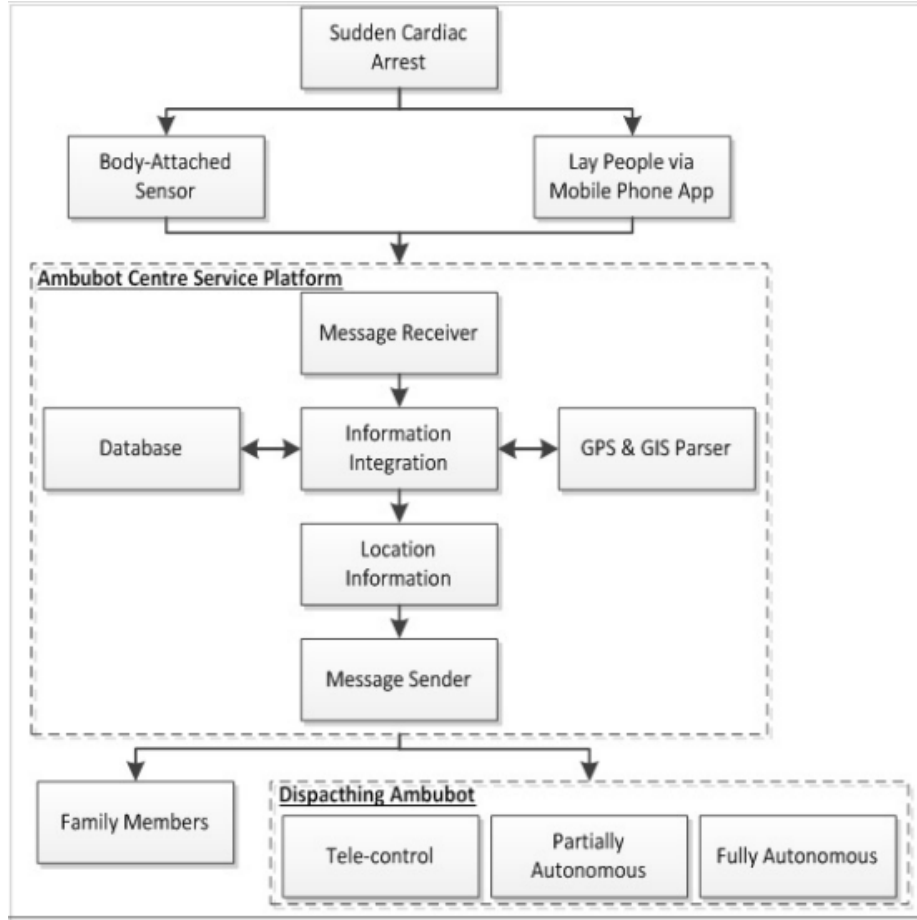 Sudden Cardiac
Arrest
Body-Attached
Sensor
Lay People via
Mobile Phone App
Ambubot Centre Service Platform
Message Receiver
Database
Information
Integration
GPS & GIS Parser
Location
Information
Message Sender
Family Members
Dispacthing Ambubot
Tele-control
Partially
Autonomous
Fully Autonomous